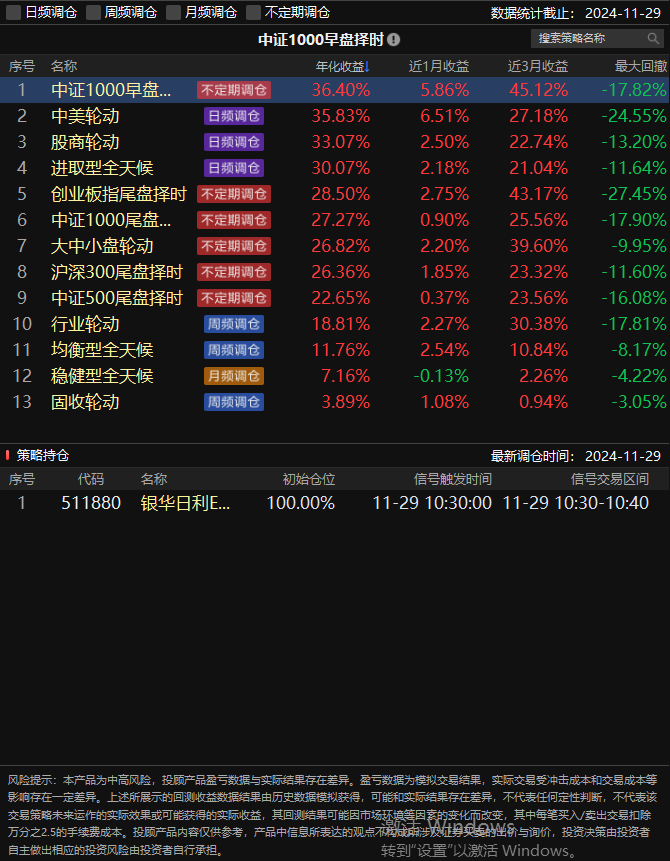 日频调仓 周频调仓 月频调仓 不定期调仓 数据统计截止： 2024-11-29
中证1000早盘择时 搜索策略名称
序号 名称 年化收益↓ 近1月收益 近3月收益 最大回撤
1 中证1000早盘... 不定期调仓 36.40% 5.86% 45.12% -17.82%
2 中美轮动 日频调仓 35.83% 6.51% 27.18% -24.55%
3 股商轮动 日频调仓 33.07% 2.50% 22.74% -13.20%
4 进取型全天候 日频调仓 30.07% 2.18% 21.04% -11.64%
5 创业板指尾盘择时 不定期调仓 28.50% 2.75% 43.17% -27.45%
6 中证1000尾盘... 不定期调仓 27.27% 0.90% 25.56% -17.90%
7 大中小盘轮动 不定期调仓 26.82% 2.20% 39.60% -9.95%
8 沪深300尾盘择时 不定期调仓 26.36% 1.85% 23.32% -11.60%
9 中证500尾盘择时 不定期调仓 22.65% 0.37% 23.56% -16.08%
10 行业轮动 周频调仓 18.81% 2.27% 30.38% -17.81%
11 均衡型全天候 周频调仓 11.76% 2.54% 10.84% -8.17%
12 稳健型全天候 月频调仓 7.16% -0.13% 2.26% -4.22%
13 固收轮动 周频调仓 3.89% 1.08% 0.94% -3.05%
策略持仓 最新调仓时间： 2024-11-29
序号 代码 名称 初始仓位 信号触发时间 信号交易区间
1 511880 银华日利E... 100.00% 11-29 10:30:00 11-29 10:30-10:40
风险提示：本产品为中高风险，投顾产品盈亏数据与实际结果存在差异。盈亏数据为模拟交易结果，实际交易受冲击成本和交易成本等
影响存在一定差异。上述所展示的回测收益数据结果由历史数据模拟获得，可能和实际结果存在差异，不代表任何定性判断，不代表该
交易策略未来运作的实际效果或可能获得的实际收益，其回测结果可能因市场环境等因素的变化而改变，其中每笔买入/卖出交易扣除
万分之2.5的手续费成本。投顾产品内容仅供参考，产品中信息所表达的观点不构成所涉及证券买卖的出价与询价，投资决策由投资者
自主做出相应的投资风险由投资者自行承担。
激活 Windows
转到"设置"以激活 Windows。